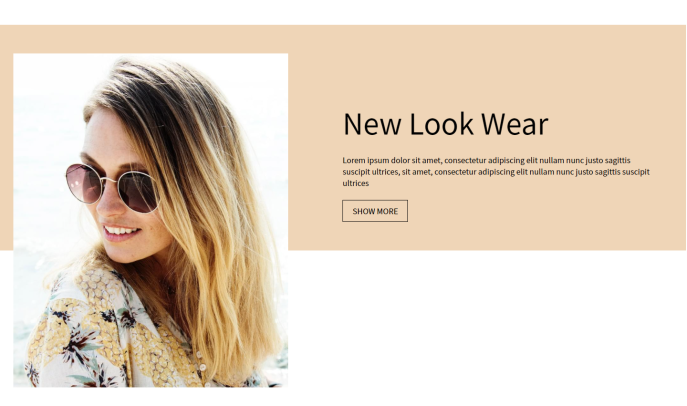 New Look Wear
Lorem ipsum dolor sit amet, consectetur adipiscing elit nullam nunc justo sagittis
suscipit ultrices, sit amet, consectetur adipiscing elit nullam nunc justo sagittis suscipit
ultrices
SHOW MORE